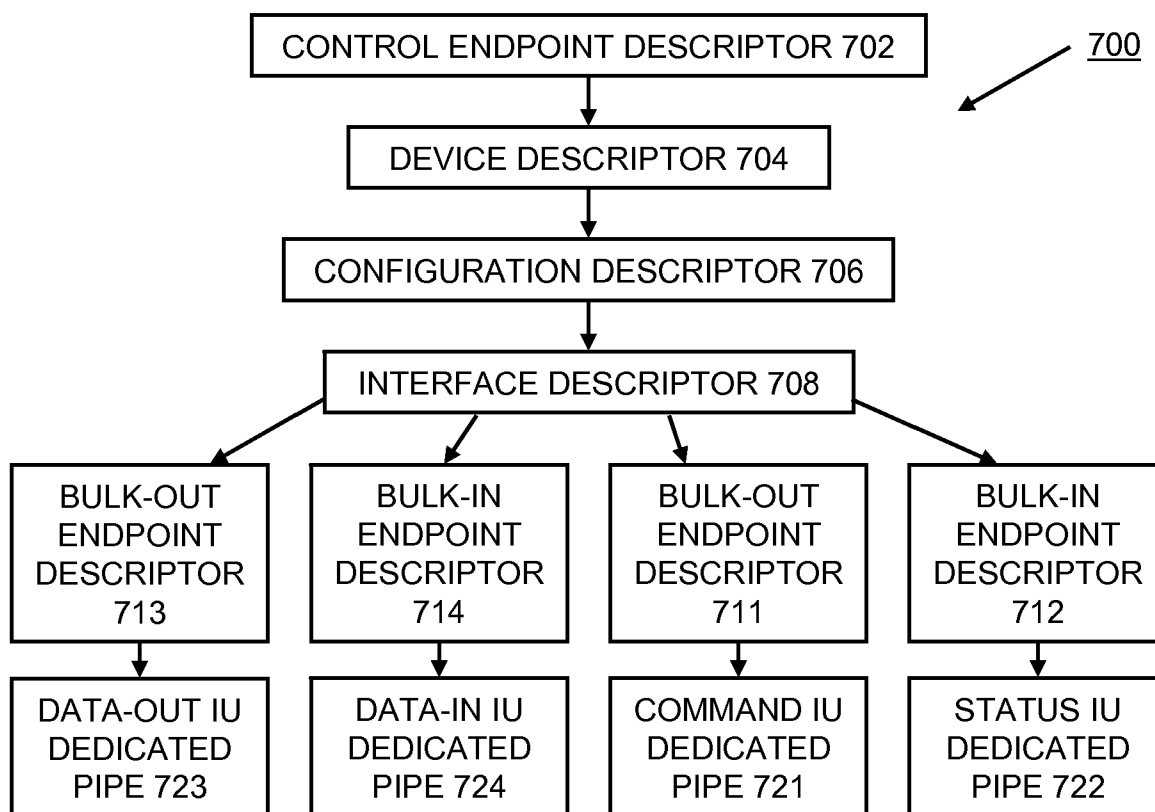 CONTROL ENDPOINT DESCRIPTOR 702
700
DEVICE DESCRIPTOR 704
CONFIGURATION DESCRIPTOR 706
INTERFACE DESCRIPTOR 708
BULK-OUT
ENDPOINT
DESCRIPTOR
713
BULK-IN
ENDPOINT
DESCRIPTOR
714
BULK-OUT
ENDPOINT
DESCRIPTOR
711
BULK-IN
ENDPOINT
DESCRIPTOR
712
DATA-OUT IU
DEDICATED
PIPE 723
DATA-IN IU
DEDICATED
PIPE 724
COMMAND IU
DEDICATED
PIPE 721
STATUS IU
DEDICATED
PIPE 722